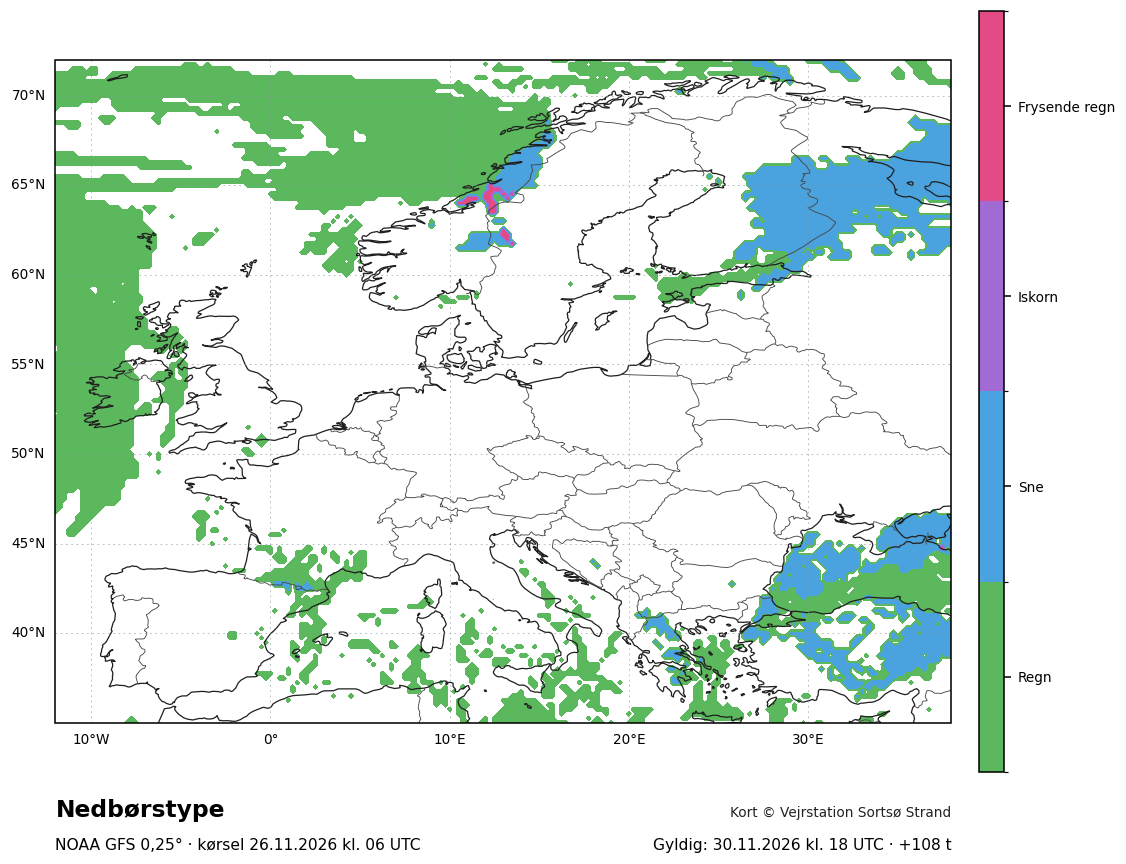 70°N
65°N
60°N
55°N
50°N
45°N
40°N
10°W
0°
10°E
20°E
30°E
Frysende regn
Iskorn
Sne
Regn
Nedbørstype
Kort © Vejrstation Sortsø Strand
NOAA GFS 0,25° · kørsel 26.11.2026 kl. 06 UTC
Gyldig: 30.11.2026 kl. 18 UTC · +108 t